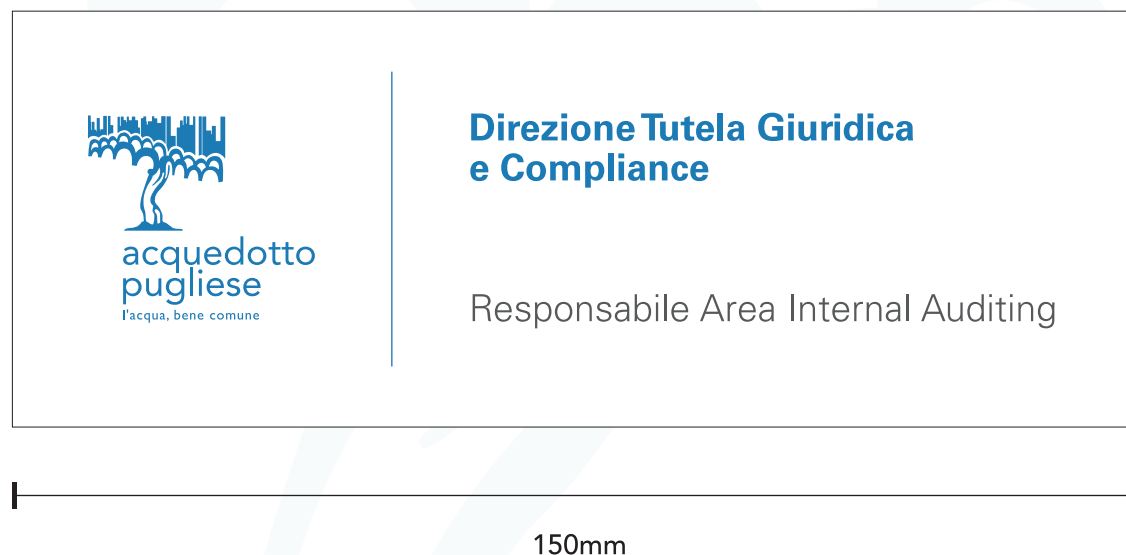 acquedotto
pugliese
l'acqua, bene comune
Direzione Tutela Giuridica
e Compliance
Responsabile Area Internal Auditing
150mm